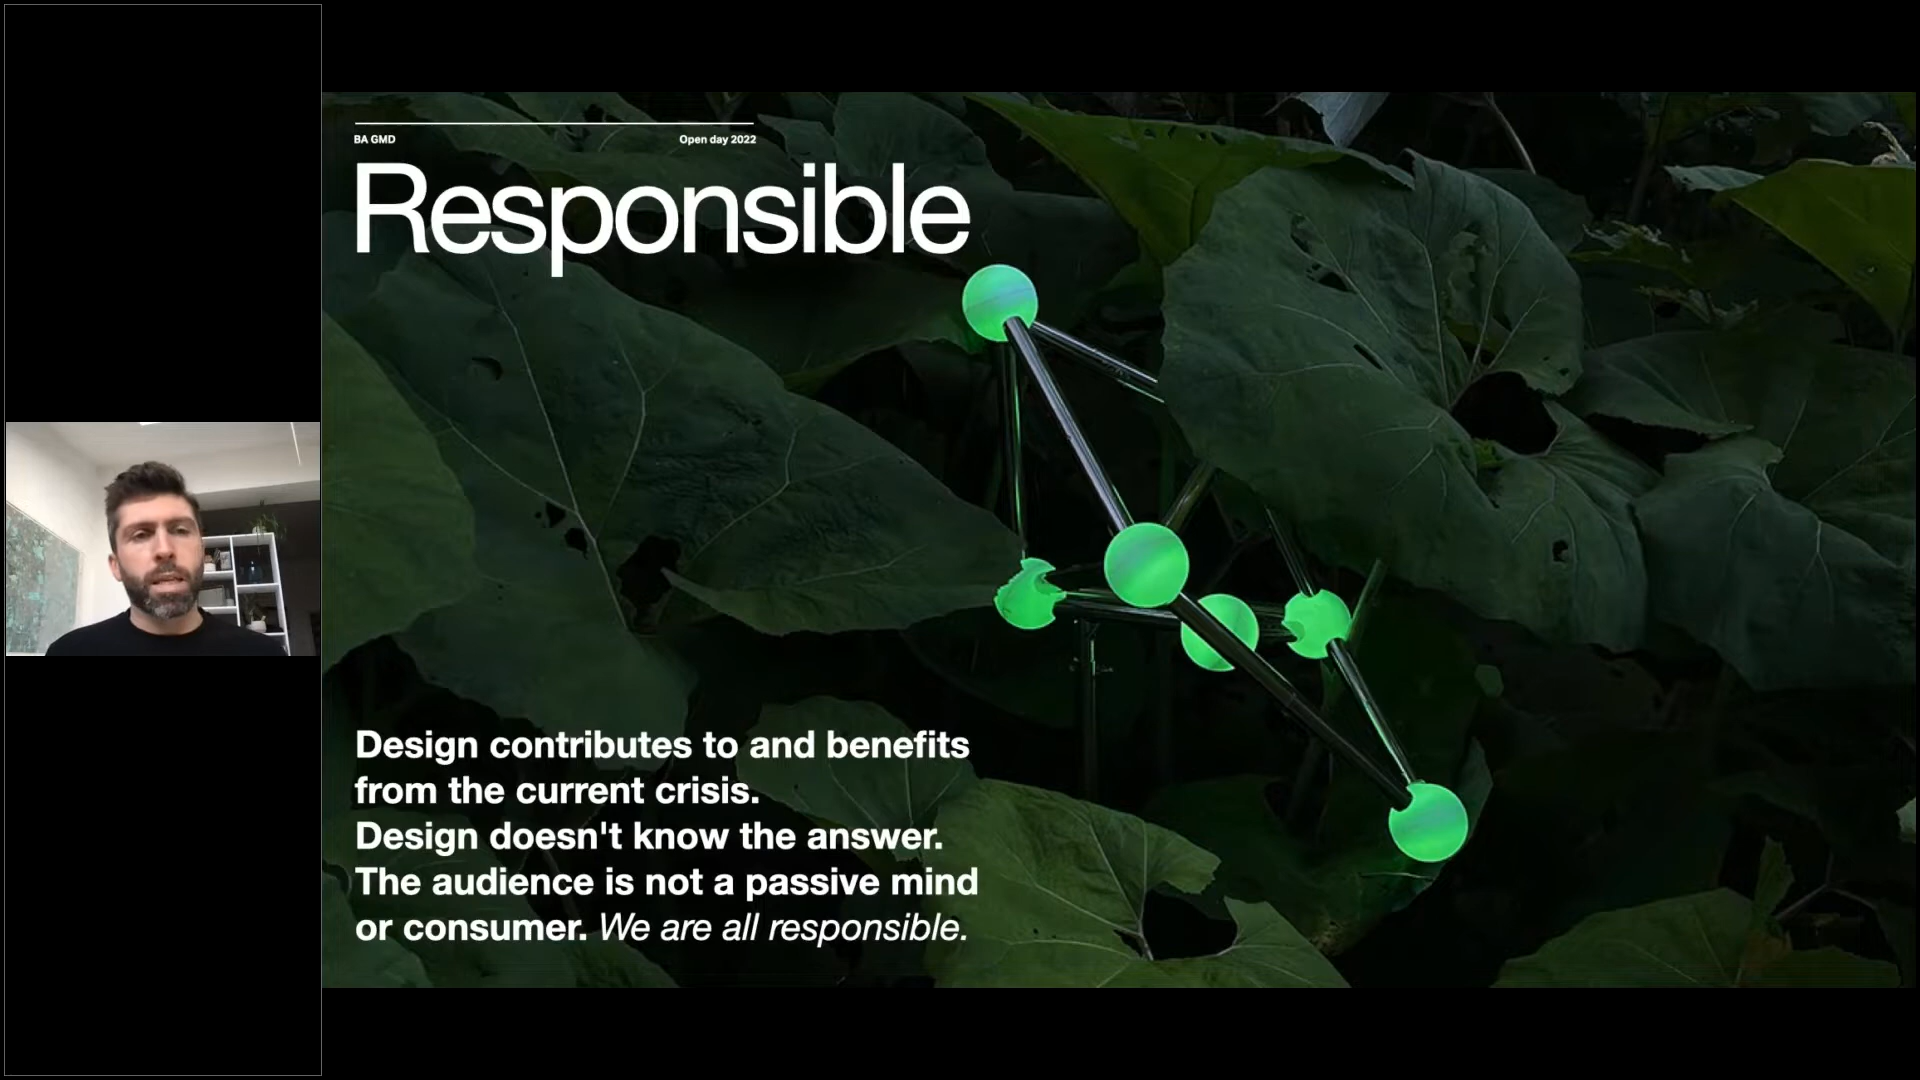 BA GMD
Open day 2022
Responsible
Design contributes to and benefits
from the current crisis.
Design doesn't know the answer.
The audience is not a passive mind
or consumer. We are all responsible.